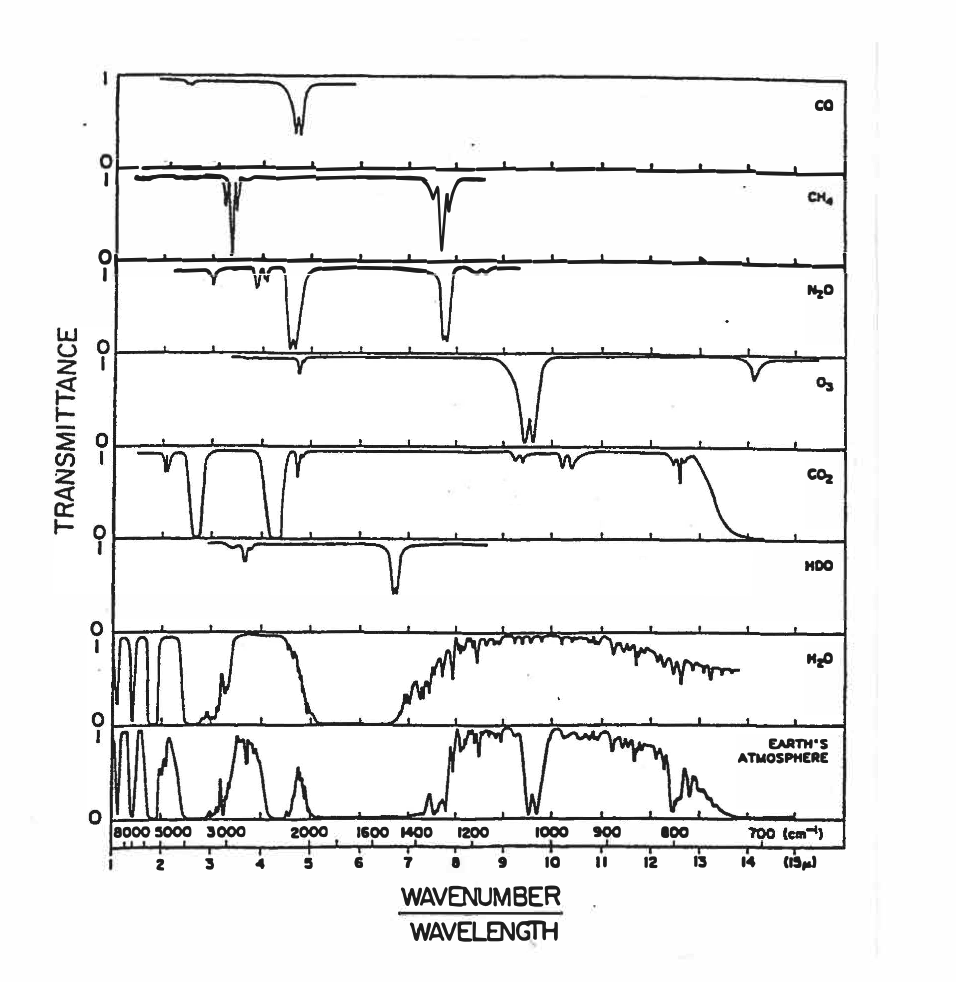 TRANSMITTANCE
1
CO
0
1
CH4
0
1
N2O
0
1
O3
0
1
CO2
0
1
HDO
0
1
H2O
0
1
EARTH'S
ATMOSPHERE
0
8000 5000 3000 2000 1600 1400 1200 1000 900 800 700 (cm⁻¹)
1 2 3 4 5 6 7 8 9 10 11 12 13 14 (15μ)
WAVENUMBER
WAVELENGTH